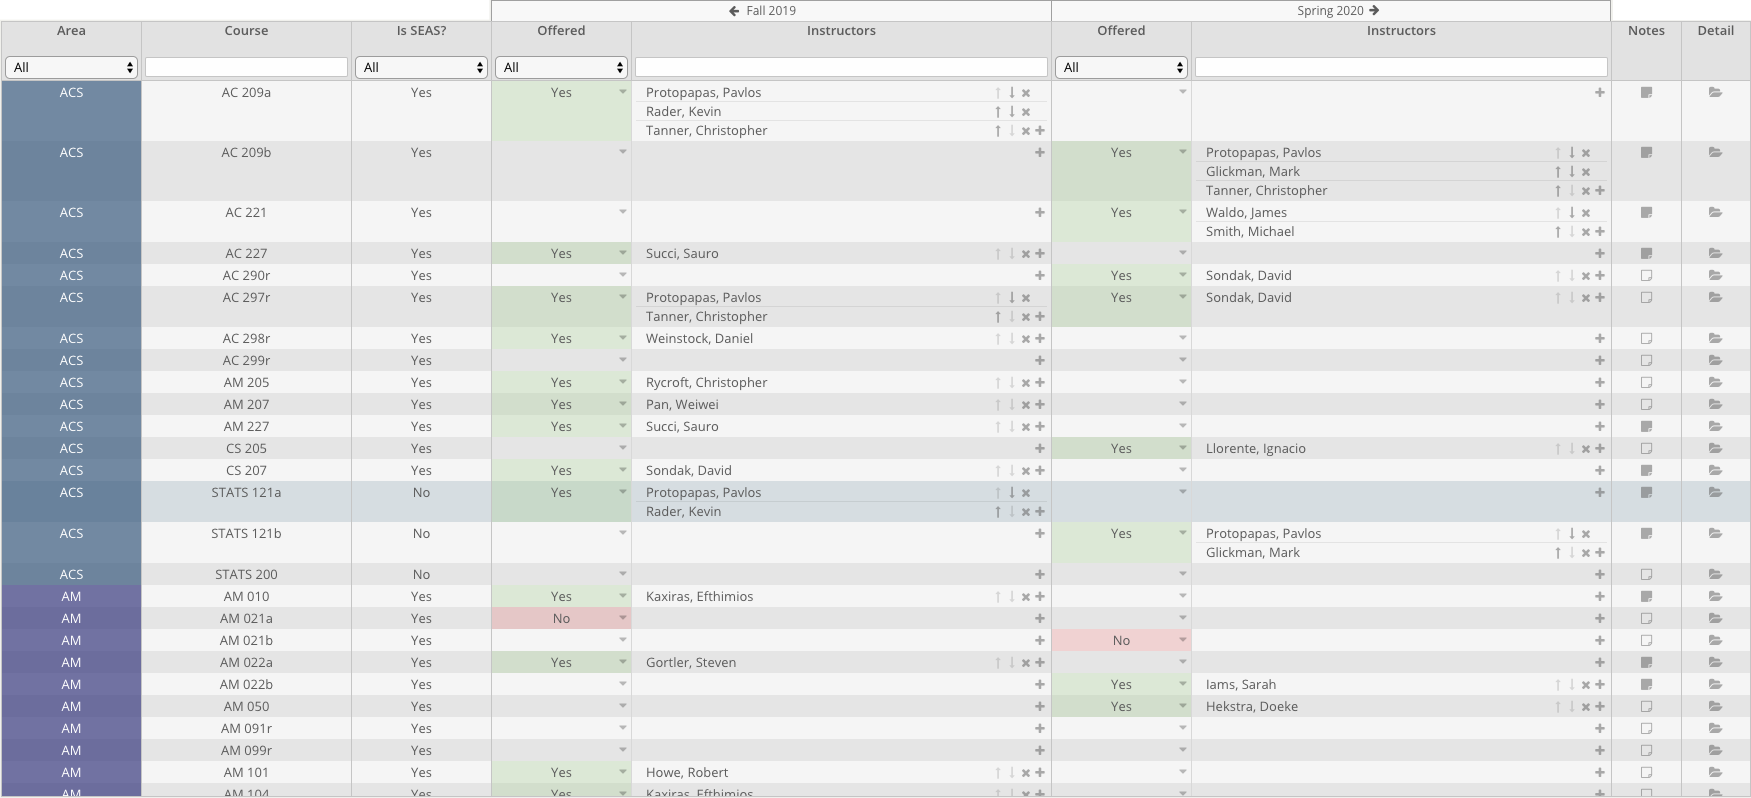 Fall 2019 Spring 2020
Area Course Is SEAS? Offered Instructors Offered Instructors Notes Detail
All All All All
ACS AC 209a Yes Yes Protopapas, Pavlos
Rader, Kevin
Tanner, Christopher
ACS AC 209b Yes Yes Protopapas, Pavlos
Glickman, Mark
Tanner, Christopher
ACS AC 221 Yes Yes Waldo, James
Smith, Michael
ACS AC 227 Yes Yes Succi, Sauro
ACS AC 290r Yes Yes Sondak, David
ACS AC 297r Yes Yes Protopapas, Pavlos Yes Sondak, David
Tanner, Christopher
ACS AC 298r Yes Yes Weinstock, Daniel
ACS AC 299r Yes
ACS AM 205 Yes Yes Rycroft, Christopher
ACS AM 207 Yes Yes Pan, Weiwei
ACS AM 227 Yes Yes Succi, Sauro
ACS CS 205 Yes Yes Llorente, Ignacio
ACS CS 207 Yes Yes Sondak, David
ACS STATS 121a No Yes Protopapas, Pavlos
Rader, Kevin
ACS STATS 121b No Yes Protopapas, Pavlos
Glickman, Mark
ACS STATS 200 No
AM AM 010 Yes Yes Kaxiras, Efthimios
AM AM 021a Yes No
AM AM 021b Yes No
AM AM 022a Yes Yes Gortler, Steven
AM AM 022b Yes Yes Iams, Sarah
AM AM 050 Yes Yes Hekstra, Doeke
AM AM 091r Yes
AM AM 099r Yes
AM AM 101 Yes Yes Howe, Robert
AM AM 104 Yes Yes Kaxiras, Efthimios